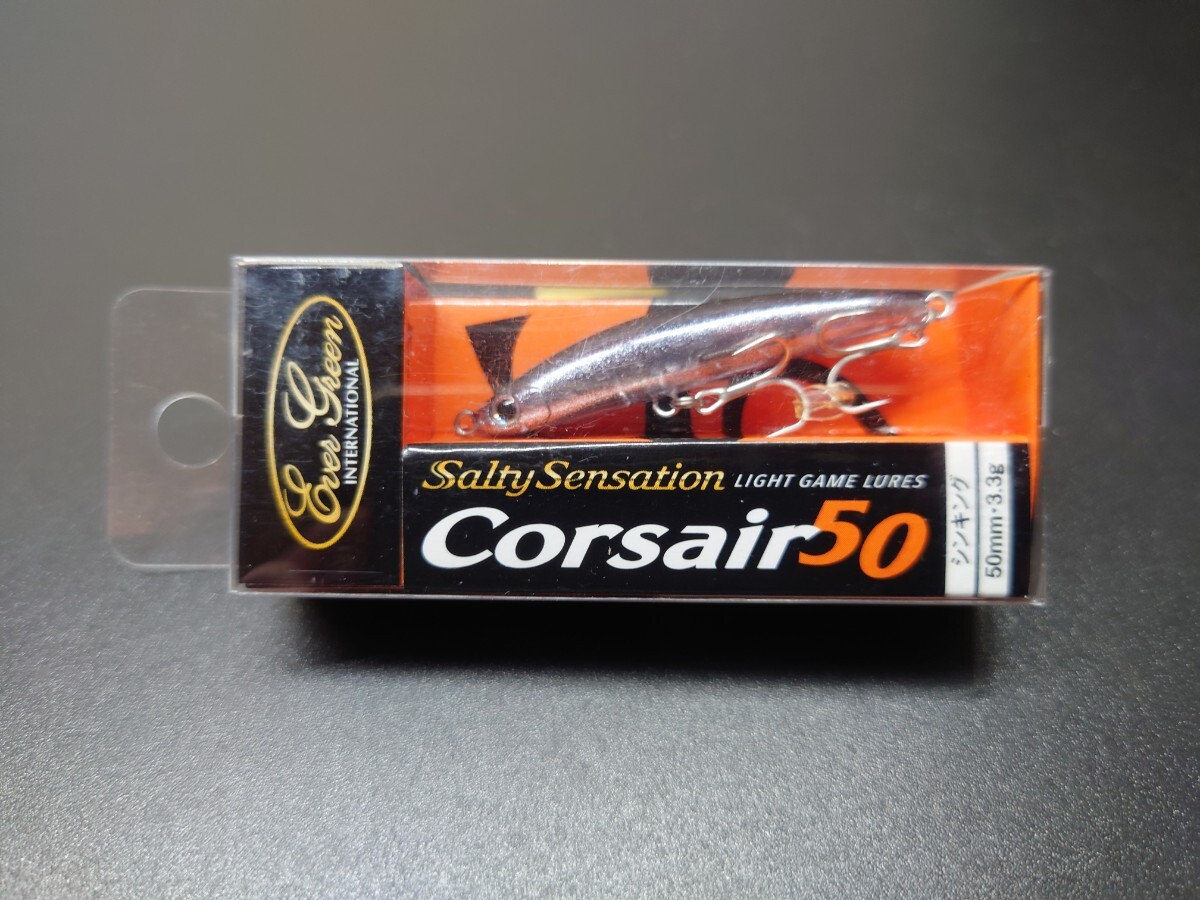 Ever Green
INTERNATIONAL
Salty Sensation LIGHT GAME LURES
Corsair50
シンキング
50mm・3.3g